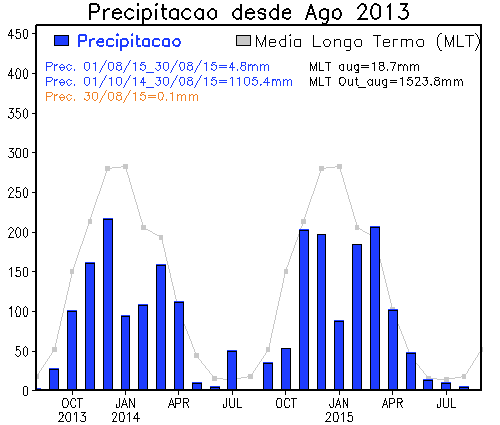 Precipitacao desde Ago 2013
Precipitacao Media Longo Termo (MLT)
Prec. 01/08/15_30/08/15=4.8mm MLT aug=18.7mm
Prec. 01/10/14_30/08/15=1105.4mm MLT Out_aug=1523.8mm
Prec. 30/08/15=0.1mm
450
400
350
300
250
200
150
100
50
0
OCT JAN APR JUL OCT JAN APR JUL
2013 2014 2015